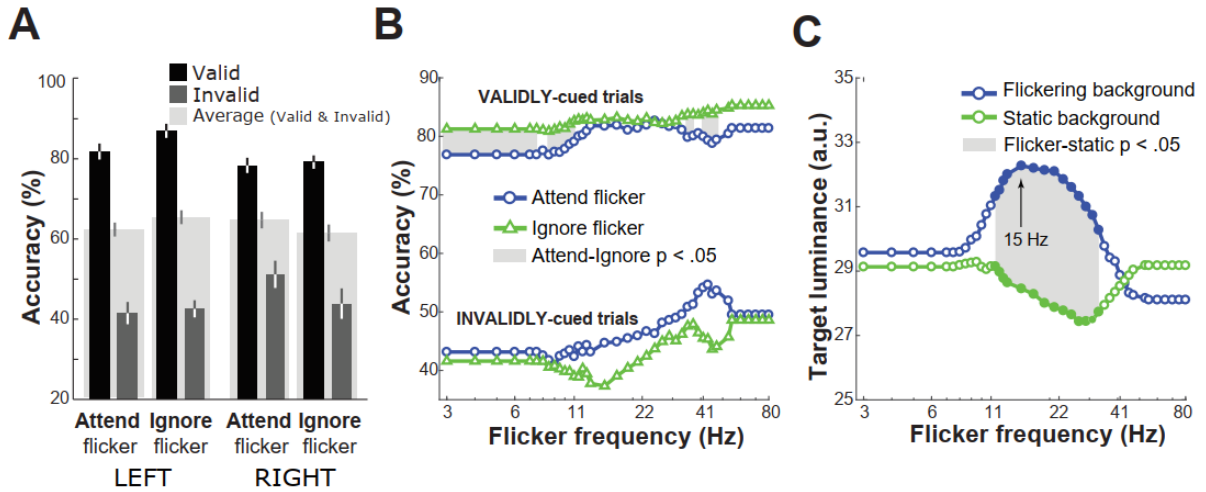 A
Accuracy (%)
100
80
60
40
20
Valid
Invalid
Average (Valid & Invalid)
Attend
flicker
Ignore
flicker
Attend
flicker
Ignore
flicker
LEFT
RIGHT
B
Accuracy (%)
90
80
70
60
50
40
VALIDLY-cued trials
Attend flicker
Ignore flicker
Attend-Ignore p < .05
INVALIDLY-cued trials
3 6 11 22 41 80
Flicker frequency (Hz)
C
Target luminance (a.u.)
35
33
31
29
27
25
Flickering background
Static background
Flicker-static p < .05
15 Hz
3 6 11 22 41 80
Flicker frequency (Hz)